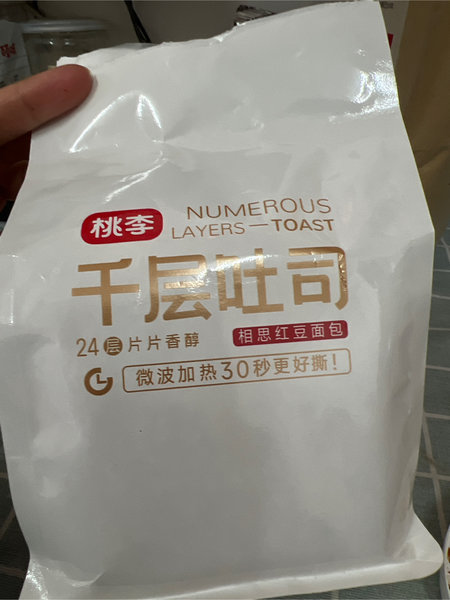 桃李
NUMEROUS
LAYERS—TOAST
千层吐司
24层片片香醇
相思红豆面包
微波加热30秒更好撕!